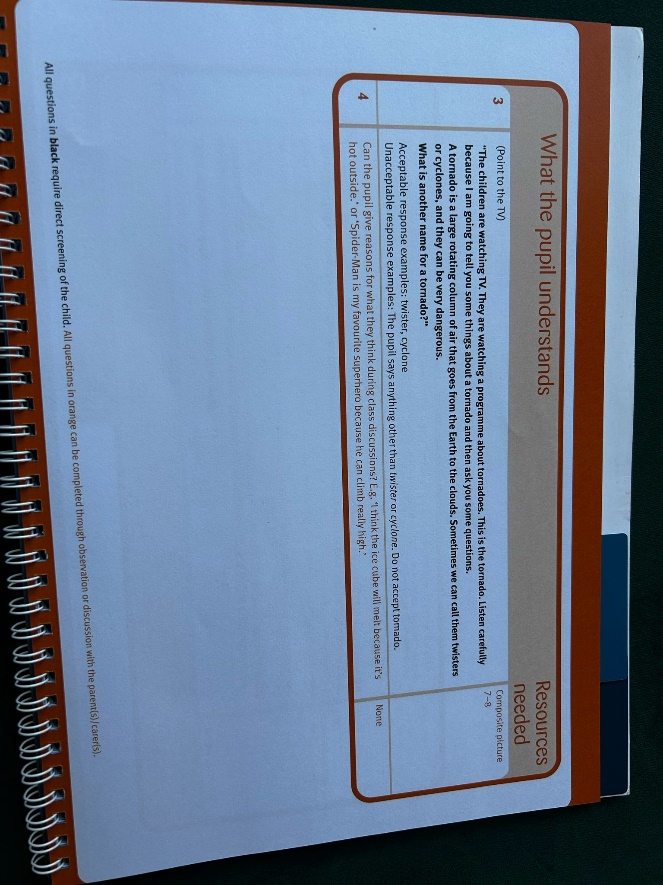 What the pupil understands
Resources
needed
3
(Point to the TV)
"The children are watching TV. They are watching a programme about tornadoes. This is the tornado. Listen carefully
because I am going to tell you some things about a tornado and then ask you some questions.
A tornado is a large rotating column of air that goes from the Earth to the clouds. Sometimes we can call them twisters
or cyclones, and they can be very dangerous.
What is another name for a tornado?"
Acceptable response examples: twister, cyclone
Unacceptable response examples: The pupil says anything other than twister or cyclone. Do not accept tornado.
Composite picture
7–8
4
Can the pupil give reasons for what they think during class discussions? E.g. 'I think the ice cube will melt because it's
hot outside.' or 'Spider-Man is my favourite superhero because he can climb really high.'
None
All questions in black require direct screening of the child. All questions in orange can be completed through observation or discussion with the parent(s)/carer(s).